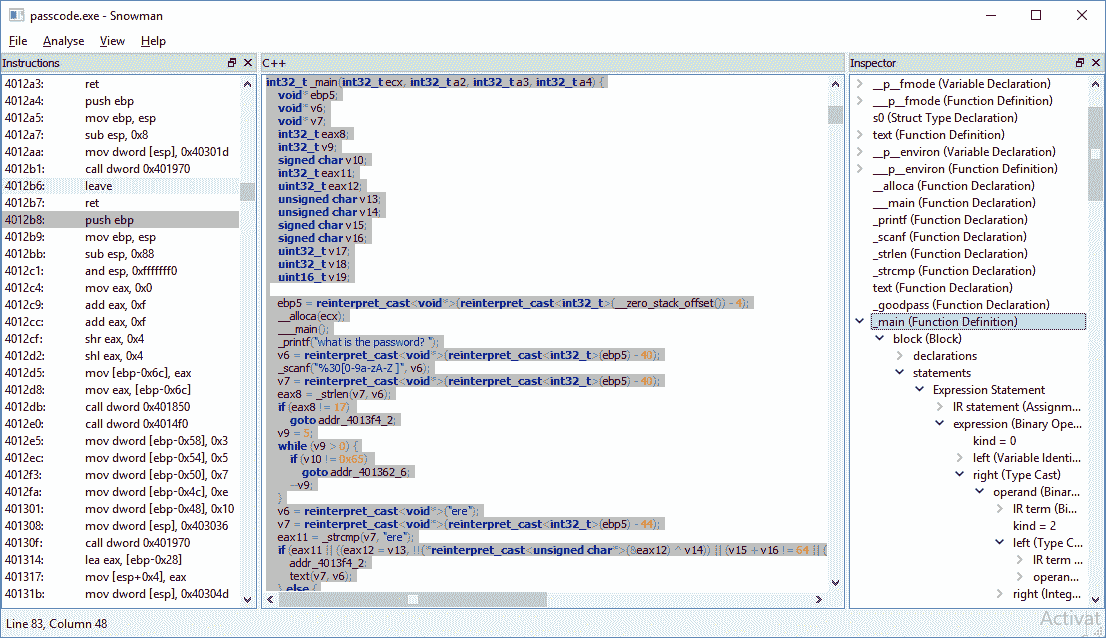 passcode.exe - Snowman
File Analyse View Help
Instructions
4012a3: ret
4012a4: push ebp
4012a5: mov ebp, esp
4012a7: sub esp, 0x8
4012aa: mov dword [esp], 0x40301d
4012b1: call dword 0x401970
4012b6: leave
4012b7: ret
4012b8: push ebp
4012b9: mov ebp, esp
4012bb: sub esp, 0x88
4012c1: and esp, 0xfffffff0
4012c4: mov eax, 0x0
4012c9: add eax, 0xf
4012cc: add eax, 0xf
4012cf: shr eax, 0x4
4012d2: shl eax, 0x4
4012d5: mov [ebp-0x6c], eax
4012d8: mov eax, [ebp-0x6c]
4012db: call dword 0x401850
4012e0: call dword 0x4014f0
4012e5: mov dword [ebp-0x58], 0x3
4012ec: mov dword [ebp-0x54], 0x5
4012f3: mov dword [ebp-0x50], 0x7
4012fa: mov dword [ebp-0x4c], 0xe
401301: mov dword [ebp-0x48], 0x10
401308: mov dword [esp], 0x403036
40130f: call dword 0x401970
401314: lea eax, [ebp-0x28]
401317: mov [esp+0x4], eax
40131b: mov dword [esp], 0x40304d
C++
int32_t _main(int32_t ecx, int32_t a2, int32_t a3, int32_t a4) {
void* ebp5;
void* v6;
void* v7;
int32_t eax8;
int32_t v9;
signed char v10;
int32_t eax11;
uint32_t eax12;
unsigned char v13;
unsigned char v14;
signed char v15;
signed char v16;
uint32_t v17;
uint32_t v18;
uint16_t v19;
ebp5 = reinterpret_cast<void*>(reinterpret_cast<int32_t>(__zero_stack_offset()) - 4);
__alloca(ecx);
___main();
_printf("what is the password? ");
v6 = reinterpret_cast<void*>(reinterpret_cast<int32_t>(ebp5) - 40);
_scanf("%30[0-9a-zA-Z ]", v6);
v7 = reinterpret_cast<void*>(reinterpret_cast<int32_t>(ebp5) - 40);
eax8 = _strlen(v7, v6);
if (eax8 != 17)
goto addr_4013f4_2;
v9 = 5;
while (v9 > 0) {
if (v10 != 0x65)
goto addr_401362_6;
--v9;
}
v6 = reinterpret_cast<void*>("ere");
v7 = reinterpret_cast<void*>(reinterpret_cast<int32_t>(ebp5) - 44);
eax11 = _strcmp(v7, "ere");
if (eax11 || ((eax12 = v13, !!(*reinterpret_cast<unsigned char*>(&eax12) ^ v14)) || (v15 + v16 != 64 || (
addr_4013f4_2:
text(v7, v6);
} else {
Inspector
__p__fmode (Variable Declaration)
___p__fmode (Function Definition)
s0 (Struct Type Declaration)
text (Function Definition)
__p__environ (Variable Declaration)
___p__environ (Function Definition)
__alloca (Function Declaration)
___main (Function Declaration)
_printf (Function Declaration)
_scanf (Function Declaration)
_strlen (Function Declaration)
_strcmp (Function Declaration)
text (Function Declaration)
_goodpass (Function Declaration)
_main (Function Definition)
block (Block)
declarations
statements
Expression Statement
IR statement (Assignm...
expression (Binary Ope...
kind = 0
left (Variable Identi...
right (Type Cast)
operand (Binar...
IR term (Bi...
kind = 2
left (Type C...
IR term ...
operan...
right (Integ...
Line 83, Column 48
Activat